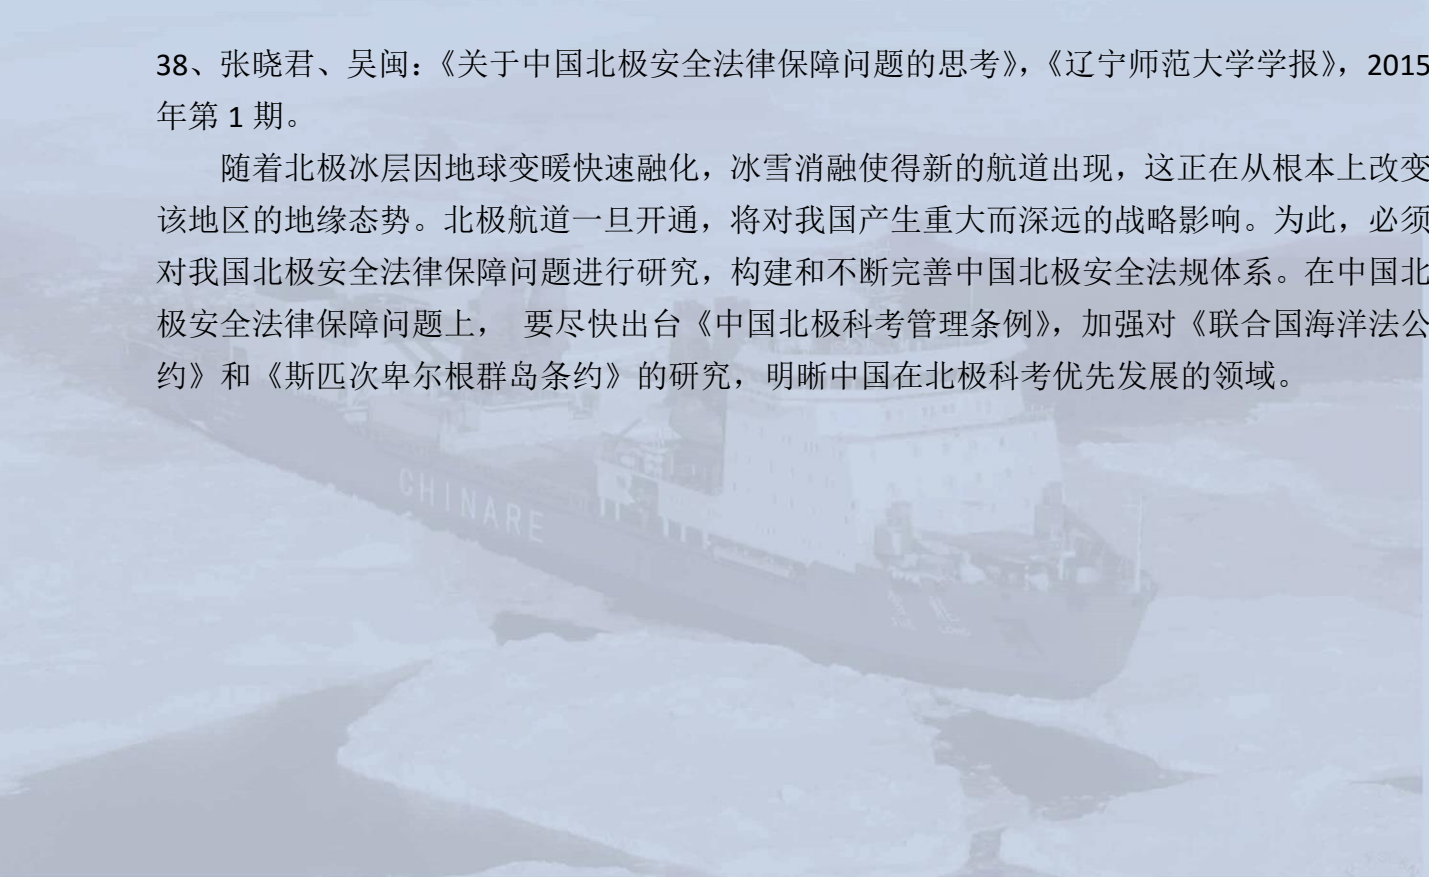 38、张晓君、吴闽：《关于中国北极安全法律保障问题的思考》，《辽宁师范大学学报》，2015
年第 1 期。
随着北极冰层因地球变暖快速融化，冰雪消融使得新的航道出现，这正在从根本上改变
该地区的地缘态势。北极航道一旦开通，将对我国产生重大而深远的战略影响。为此，必须
对我国北极安全法律保障问题进行研究，构建和不断完善中国北极安全法规体系。在中国北
极安全法律保障问题上， 要尽快出台《中国北极科考管理条例》，加强对《联合国海洋法公
约》和《斯匹次卑尔根群岛条约》的研究，明晰中国在北极科考优先发展的领域。
CHINARE
雪 龙
XUE LONG